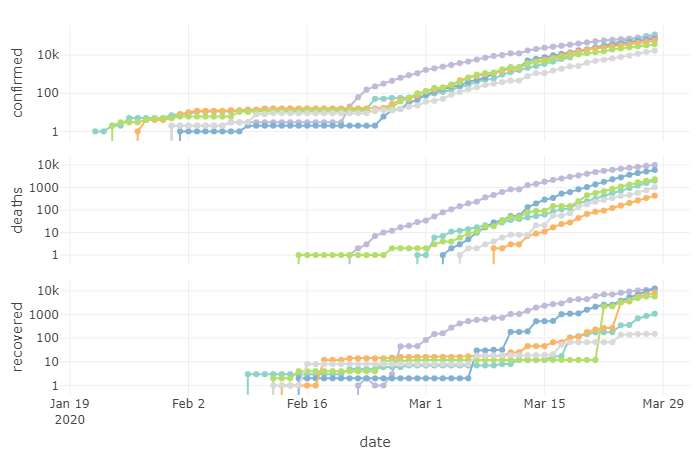 confirmed
10k
100
1
deaths
10k
1000
100
10
1
recovered
10k
1000
100
10
1
Jan 19
2020
Feb 2
Feb 16
Mar 1
Mar 15
Mar 29
date